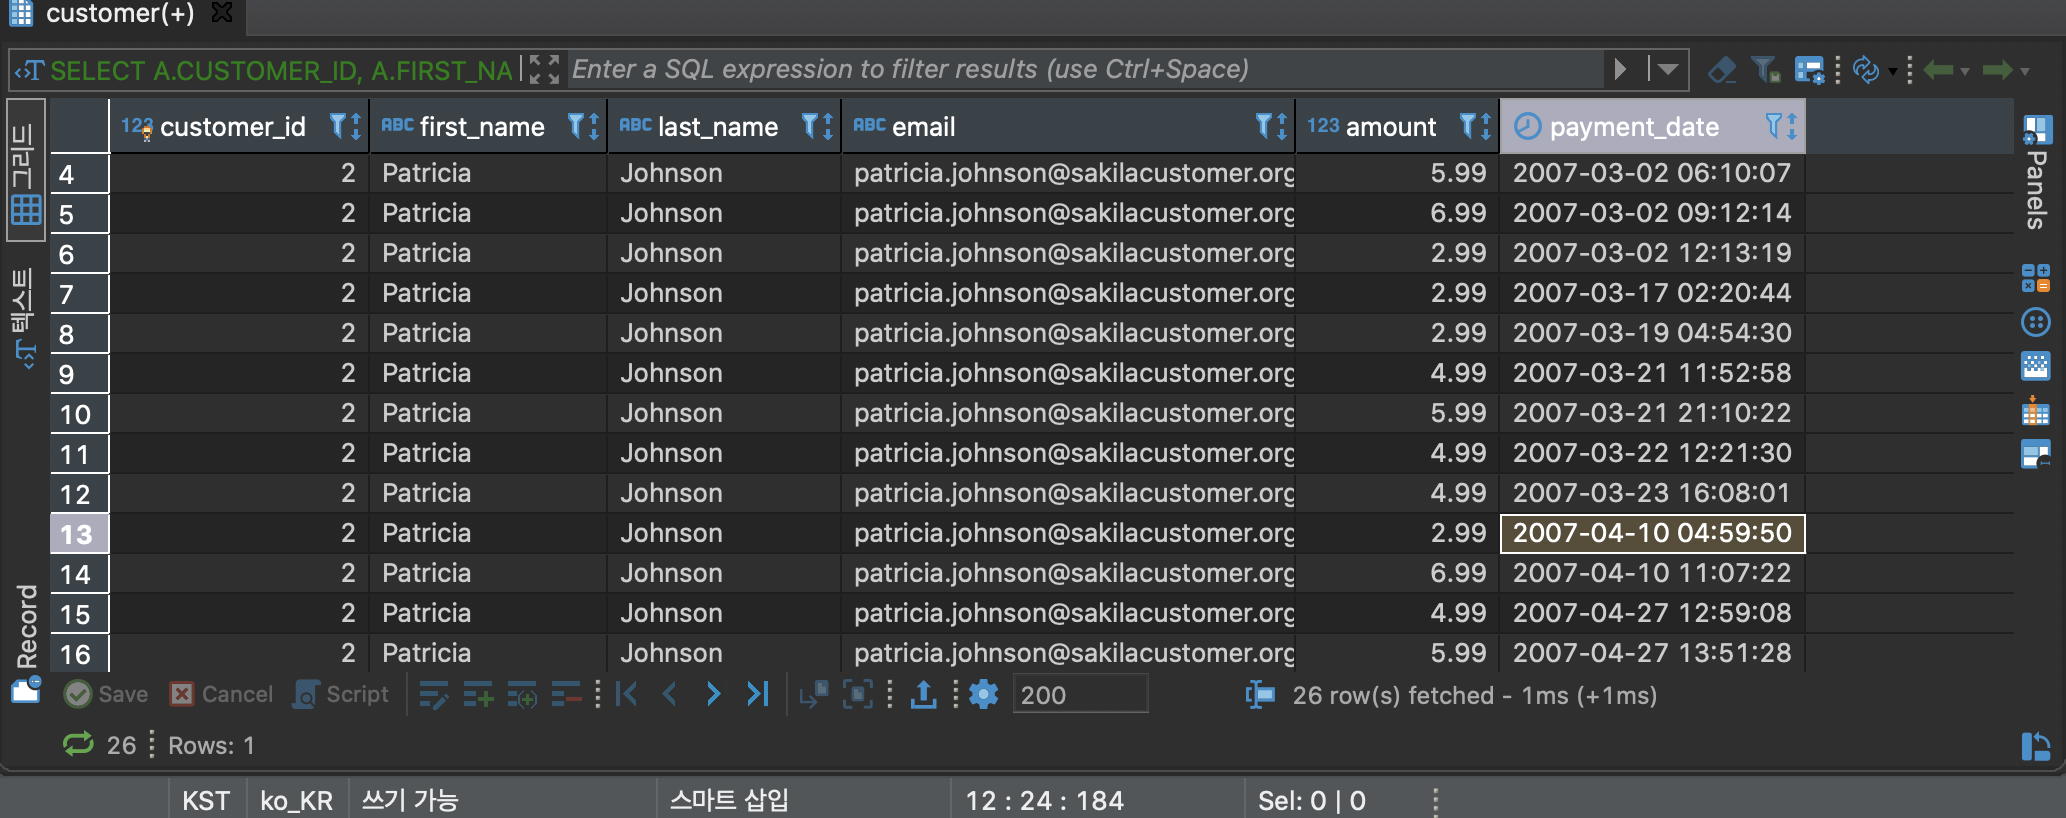 customer(+)
SELECT A.CUSTOMER_ID, A.FIRST_NA Enter a SQL expression to filter results (use Ctrl+Space)
그리드
텍스트
Record
123 customer_id ABC first_name ABC last_name ABC email 123 amount payment_date
4 2 Patricia Johnson patricia.johnson@sakilacustomer.org 5.99 2007-03-02 06:10:07
5 2 Patricia Johnson patricia.johnson@sakilacustomer.org 6.99 2007-03-02 09:12:14
6 2 Patricia Johnson patricia.johnson@sakilacustomer.org 2.99 2007-03-02 12:13:19
7 2 Patricia Johnson patricia.johnson@sakilacustomer.org 2.99 2007-03-17 02:20:44
8 2 Patricia Johnson patricia.johnson@sakilacustomer.org 2.99 2007-03-19 04:54:30
9 2 Patricia Johnson patricia.johnson@sakilacustomer.org 4.99 2007-03-21 11:52:58
10 2 Patricia Johnson patricia.johnson@sakilacustomer.org 5.99 2007-03-21 21:10:22
11 2 Patricia Johnson patricia.johnson@sakilacustomer.org 4.99 2007-03-22 12:21:30
12 2 Patricia Johnson patricia.johnson@sakilacustomer.org 4.99 2007-03-23 16:08:01
13 2 Patricia Johnson patricia.johnson@sakilacustomer.org 2.99 2007-04-10 04:59:50
14 2 Patricia Johnson patricia.johnson@sakilacustomer.org 6.99 2007-04-10 11:07:22
15 2 Patricia Johnson patricia.johnson@sakilacustomer.org 4.99 2007-04-27 12:59:08
16 2 Patricia Johnson patricia.johnson@sakilacustomer.org 5.99 2007-04-27 13:51:28
Panels
Save Cancel Script 200 26 row(s) fetched - 1ms (+1ms)
26 Rows: 1
KST ko_KR 쓰기 가능 스마트 삽입 12 : 24 : 184 Sel: 0 | 0